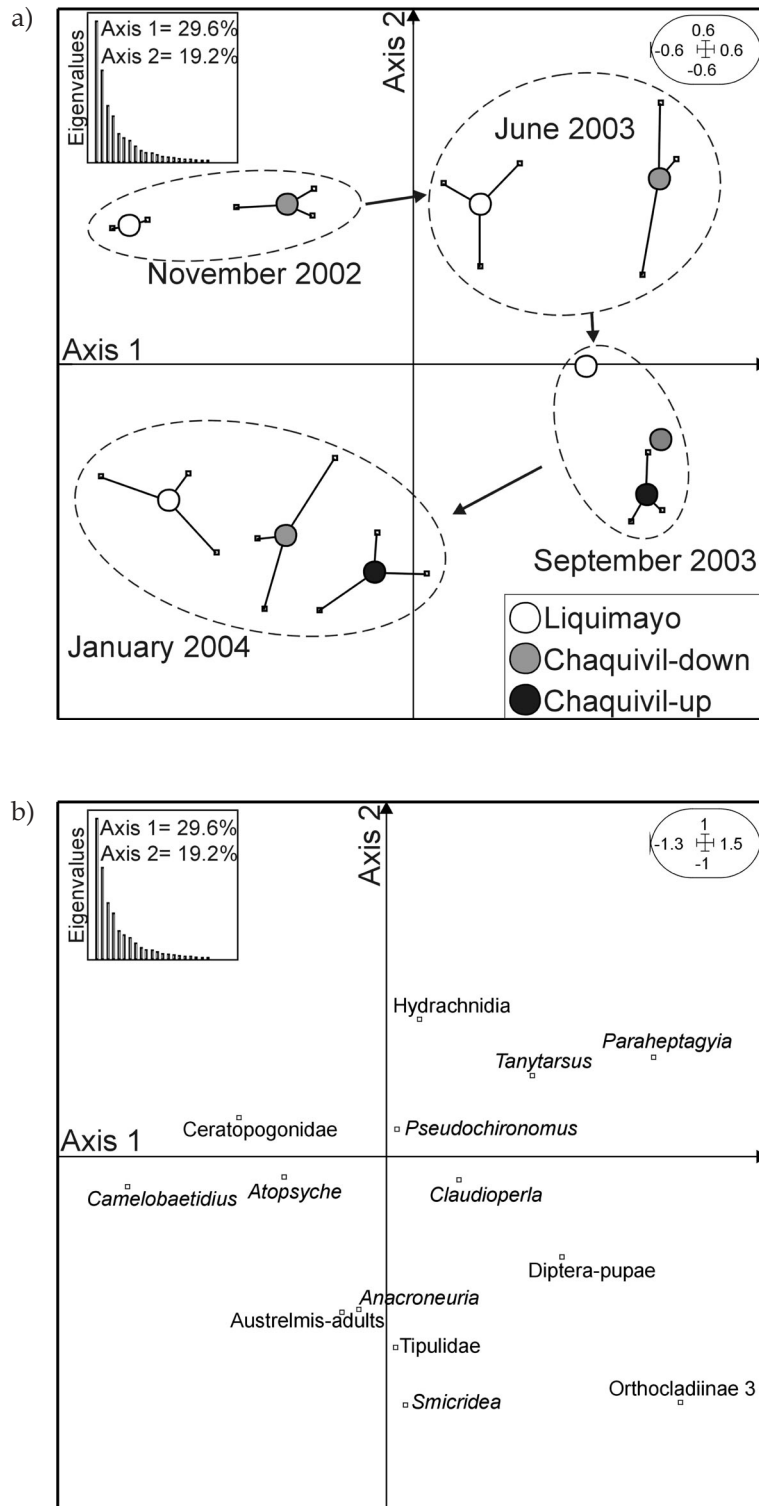 a)
Eigenvalues
Axis 1= 29.6%
Axis 2= 19.2%
Axis 2
0.6
-0.6 0.6
-0.6
June 2003
November 2002
Axis 1
September 2003
January 2004
Liquimayo
Chaquivil-down
Chaquivil-up
b)
Eigenvalues
Axis 1= 29.6%
Axis 2= 19.2%
Axis 2
1
-1.3 1.5
-1
Hydrachnidia
Paraheptagyia
Tanytarsus
Ceratopogonidae
Pseudochironomus
Axis 1
Camelobaetidius
Atopsyche
Claudioperla
Diptera-pupae
Anacroneuria
Austrelmis-adults
Tipulidae
Orthocladiinae 3
Smicridea